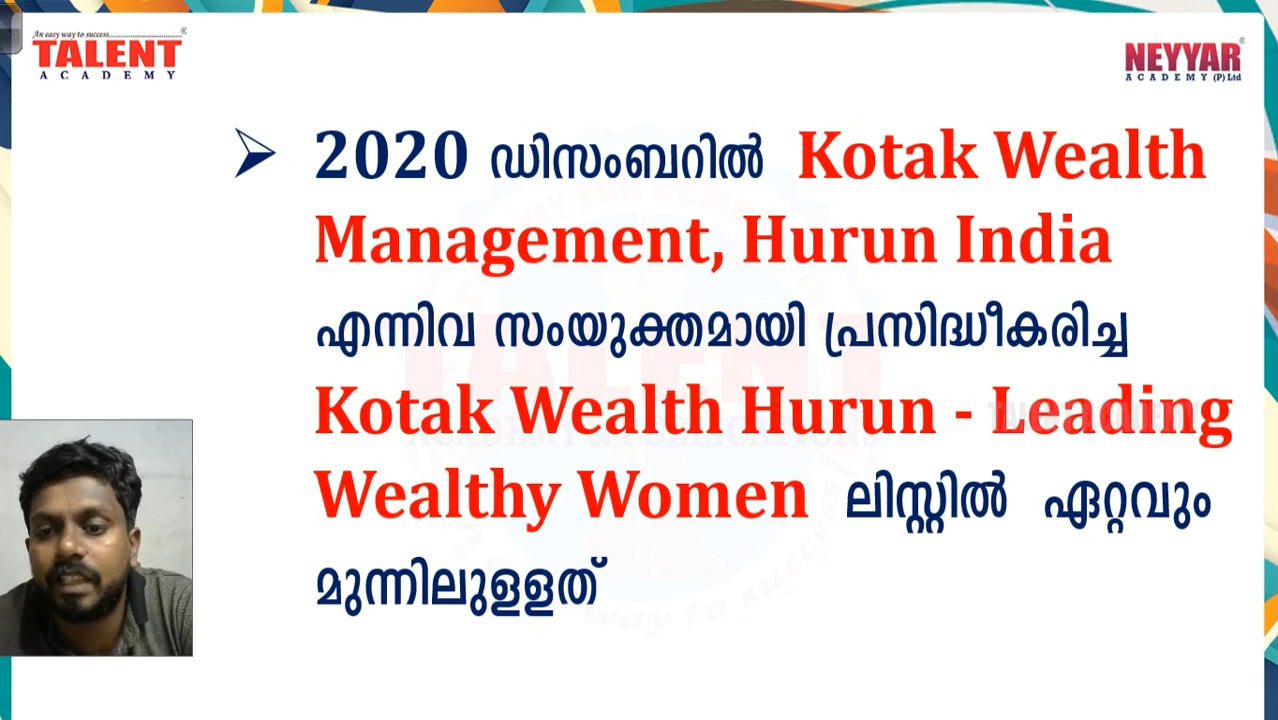 An easy way to success
TALENT
ACADEMY
NEYYAR
ACADEMY (P) Ltd
2020 ഡിസംബറിൽ Kotak Wealth
Management, Hurun India
എന്നിവ സംയുക്തമായി പ്രസിദ്ധീകരിച്ച
Kotak Wealth Hurun - Leading
Wealthy Women ലിസ്റ്റിൽ ഏറ്റവും
മുന്നിലുളളത്